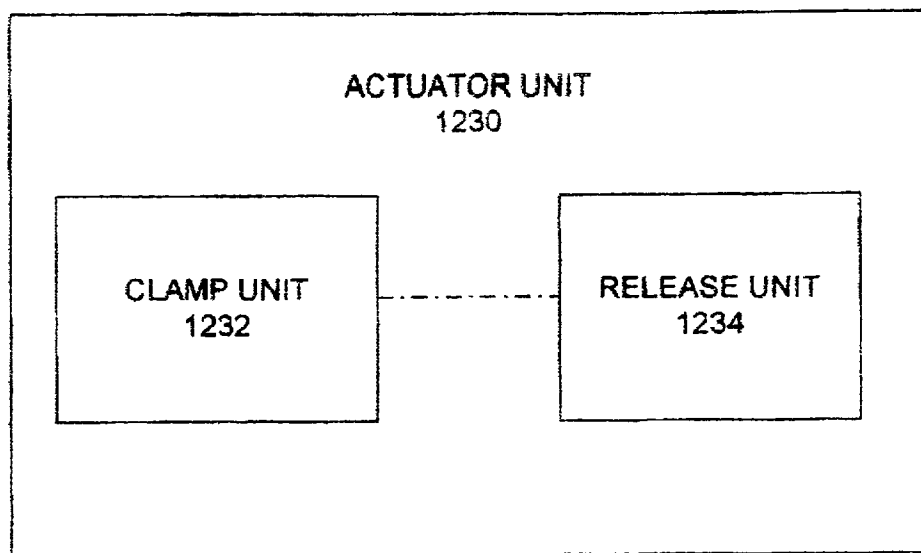 ACTUATOR UNIT
1230
CLAMP UNIT
1232
RELEASE UNIT
1234